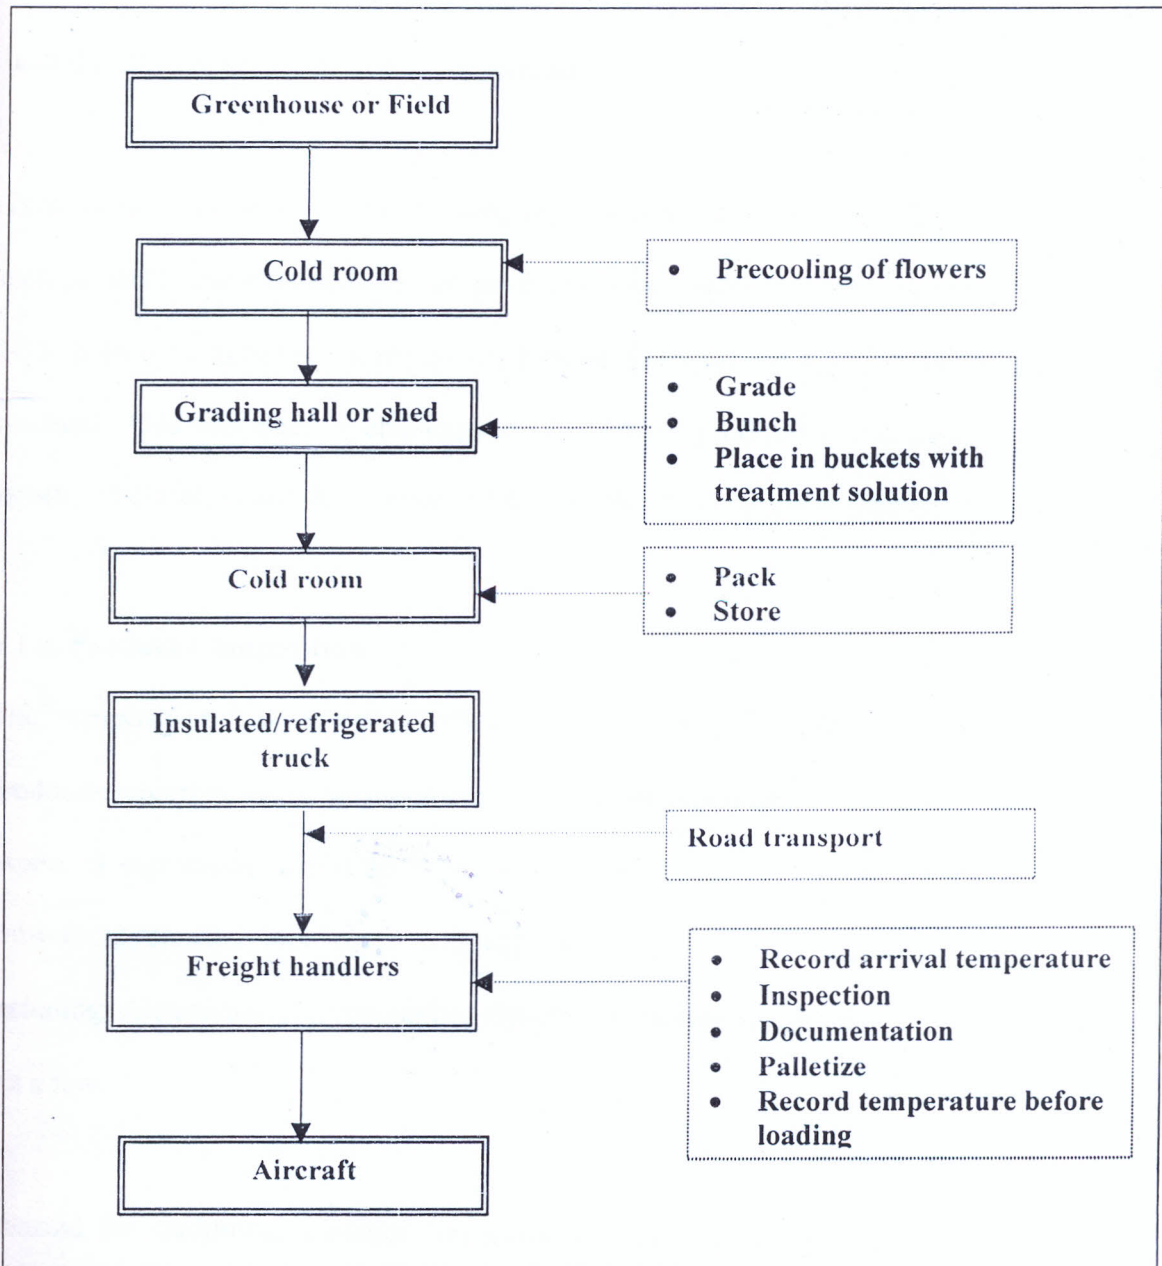 Greenhouse or Field
Cold room
• Precooling of flowers
Grading hall or shed
• Grade
• Bunch
• Place in buckets with
treatment solution
Cold room
• Pack
• Store
Insulated/refrigerated
truck
Road transport
Freight handlers
• Record arrival temperature
• Inspection
• Documentation
• Palletize
• Record temperature before
loading
Aircraft